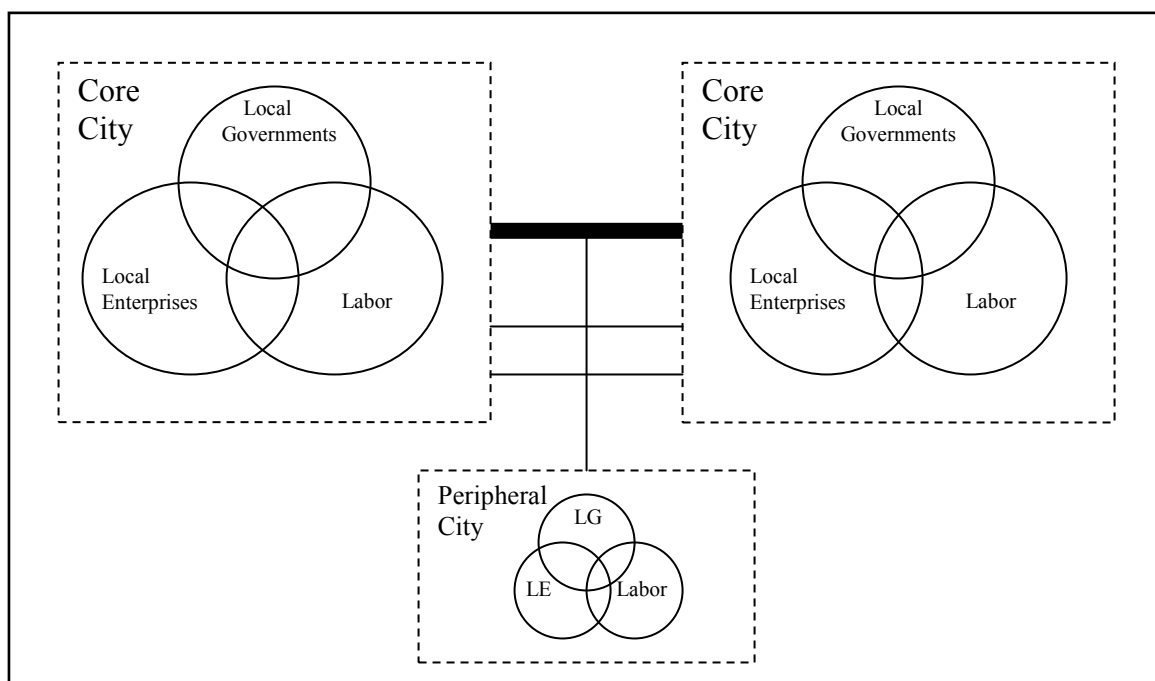 Core
City
Local
Governments
Local
Enterprises
Labor
Core
City
Local
Governments
Local
Enterprises
Labor
Peripheral
City
LG
LE
Labor